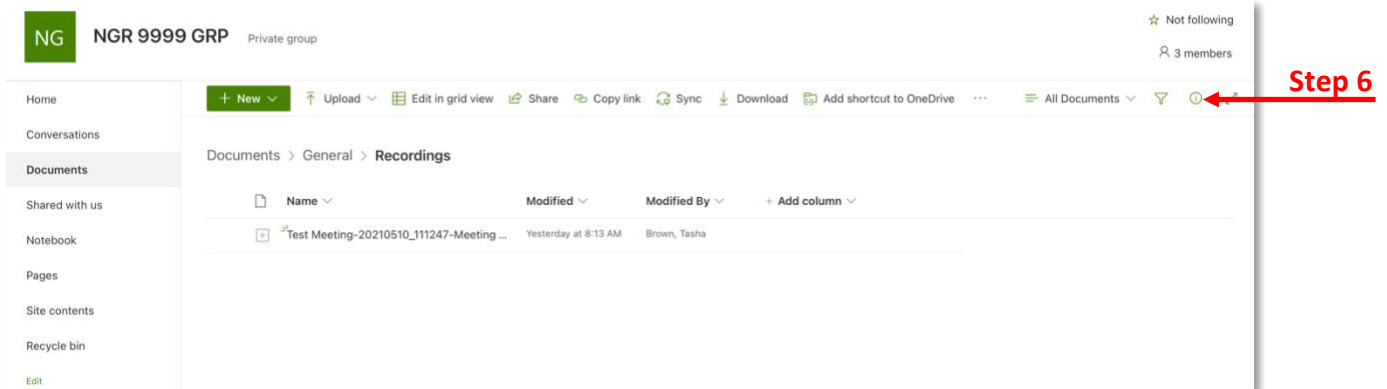 NG
NGR 9999 GRP Private group
Not following
3 members
Step 6
Home
Conversations
Documents
Shared with us
Notebook
Pages
Site contents
Recycle bin
Edit
+ New Upload Edit in grid view Share Copy link Sync Download Add shortcut to OneDrive ... All Documents
Documents > General > Recordings
Name Modified Modified By + Add column
Test Meeting-20210510_111247-Meeting ... Yesterday at 8:13 AM Brown, Tasha